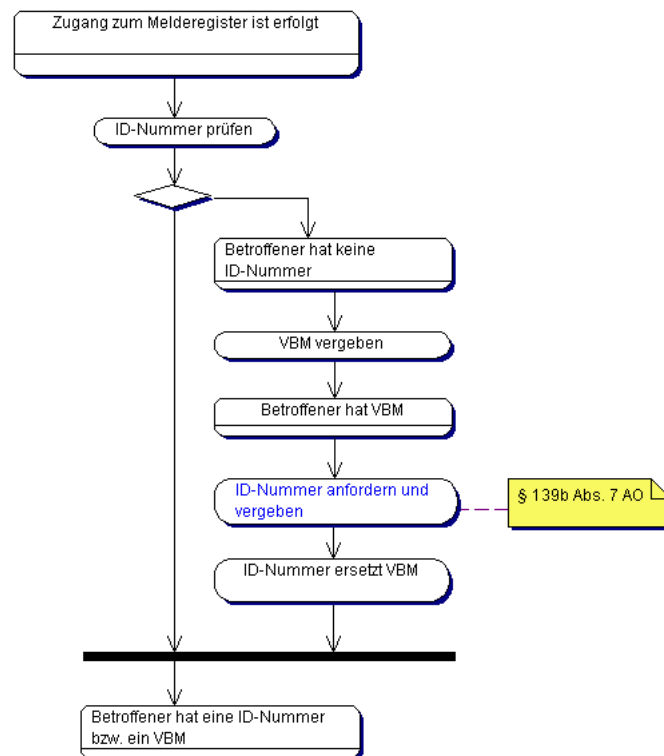 Zugang zum Melderegister ist erfolgt
ID-Nummer prüfen
Betroffener hat keine
ID-Nummer
VBM vergeben
Betroffener hat VBM
ID-Nummer anfordern und
vergeben
§ 139b Abs. 7 AO
ID-Nummer ersetzt VBM
Betroffener hat eine ID-Nummer
bzw. ein VBM